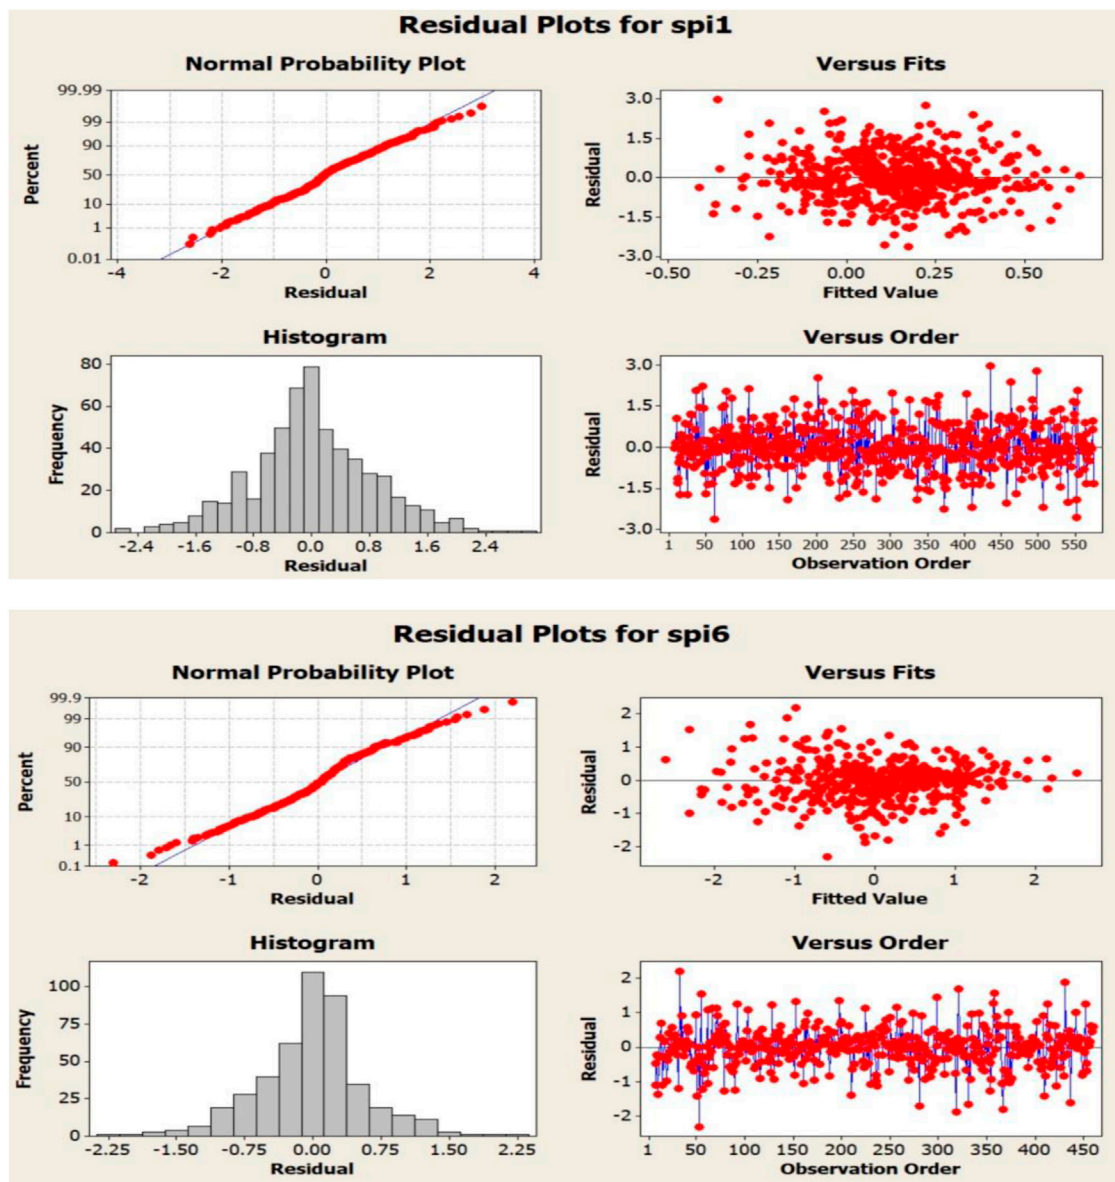 Residual Plots for spi1
Normal Probability Plot
99.99
99
90
50
10
1
0.01
Percent
-4 -2 0 2 4
Residual
Versus Fits
3.0
1.5
0.0
-1.5
-3.0
Residual
-0.50 -0.25 0.00 0.25 0.50
Fitted Value
Histogram
80
60
40
20
0
Frequency
-2.4 -1.6 -0.8 0.0 0.8 1.6 2.4
Residual
Versus Order
3.0
1.5
0.0
-1.5
-3.0
Residual
1 50 100 150 200 250 300 350 400 450 500 550
Observation Order
Residual Plots for spi6
Normal Probability Plot
99.9
99
90
50
10
1
0.1
Percent
-2 -1 0 1 2
Residual
Versus Fits
2
1
0
-1
-2
Residual
-2 -1 0 1 2
Fitted Value
Histogram
100
75
50
25
0
Frequency
-2.25 -1.50 -0.75 0.00 0.75 1.50 2.25
Residual
Versus Order
2
1
0
-1
-2
Residual
1 50 100 150 200 250 300 350 400 450
Observation Order